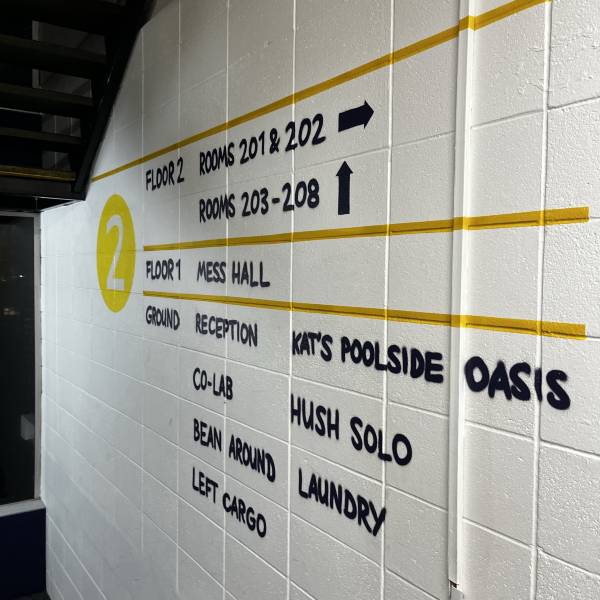 2
FLOOR 2 ROOMS 201 & 202
ROOMS 203-208
FLOOR 1 MESS HALL
GROUND RECEPTION KAT'S POOLSIDE OASIS
CO-LAB HUSH SOLO
BEAN AROUND LAUNDRY
LEFT CARGO